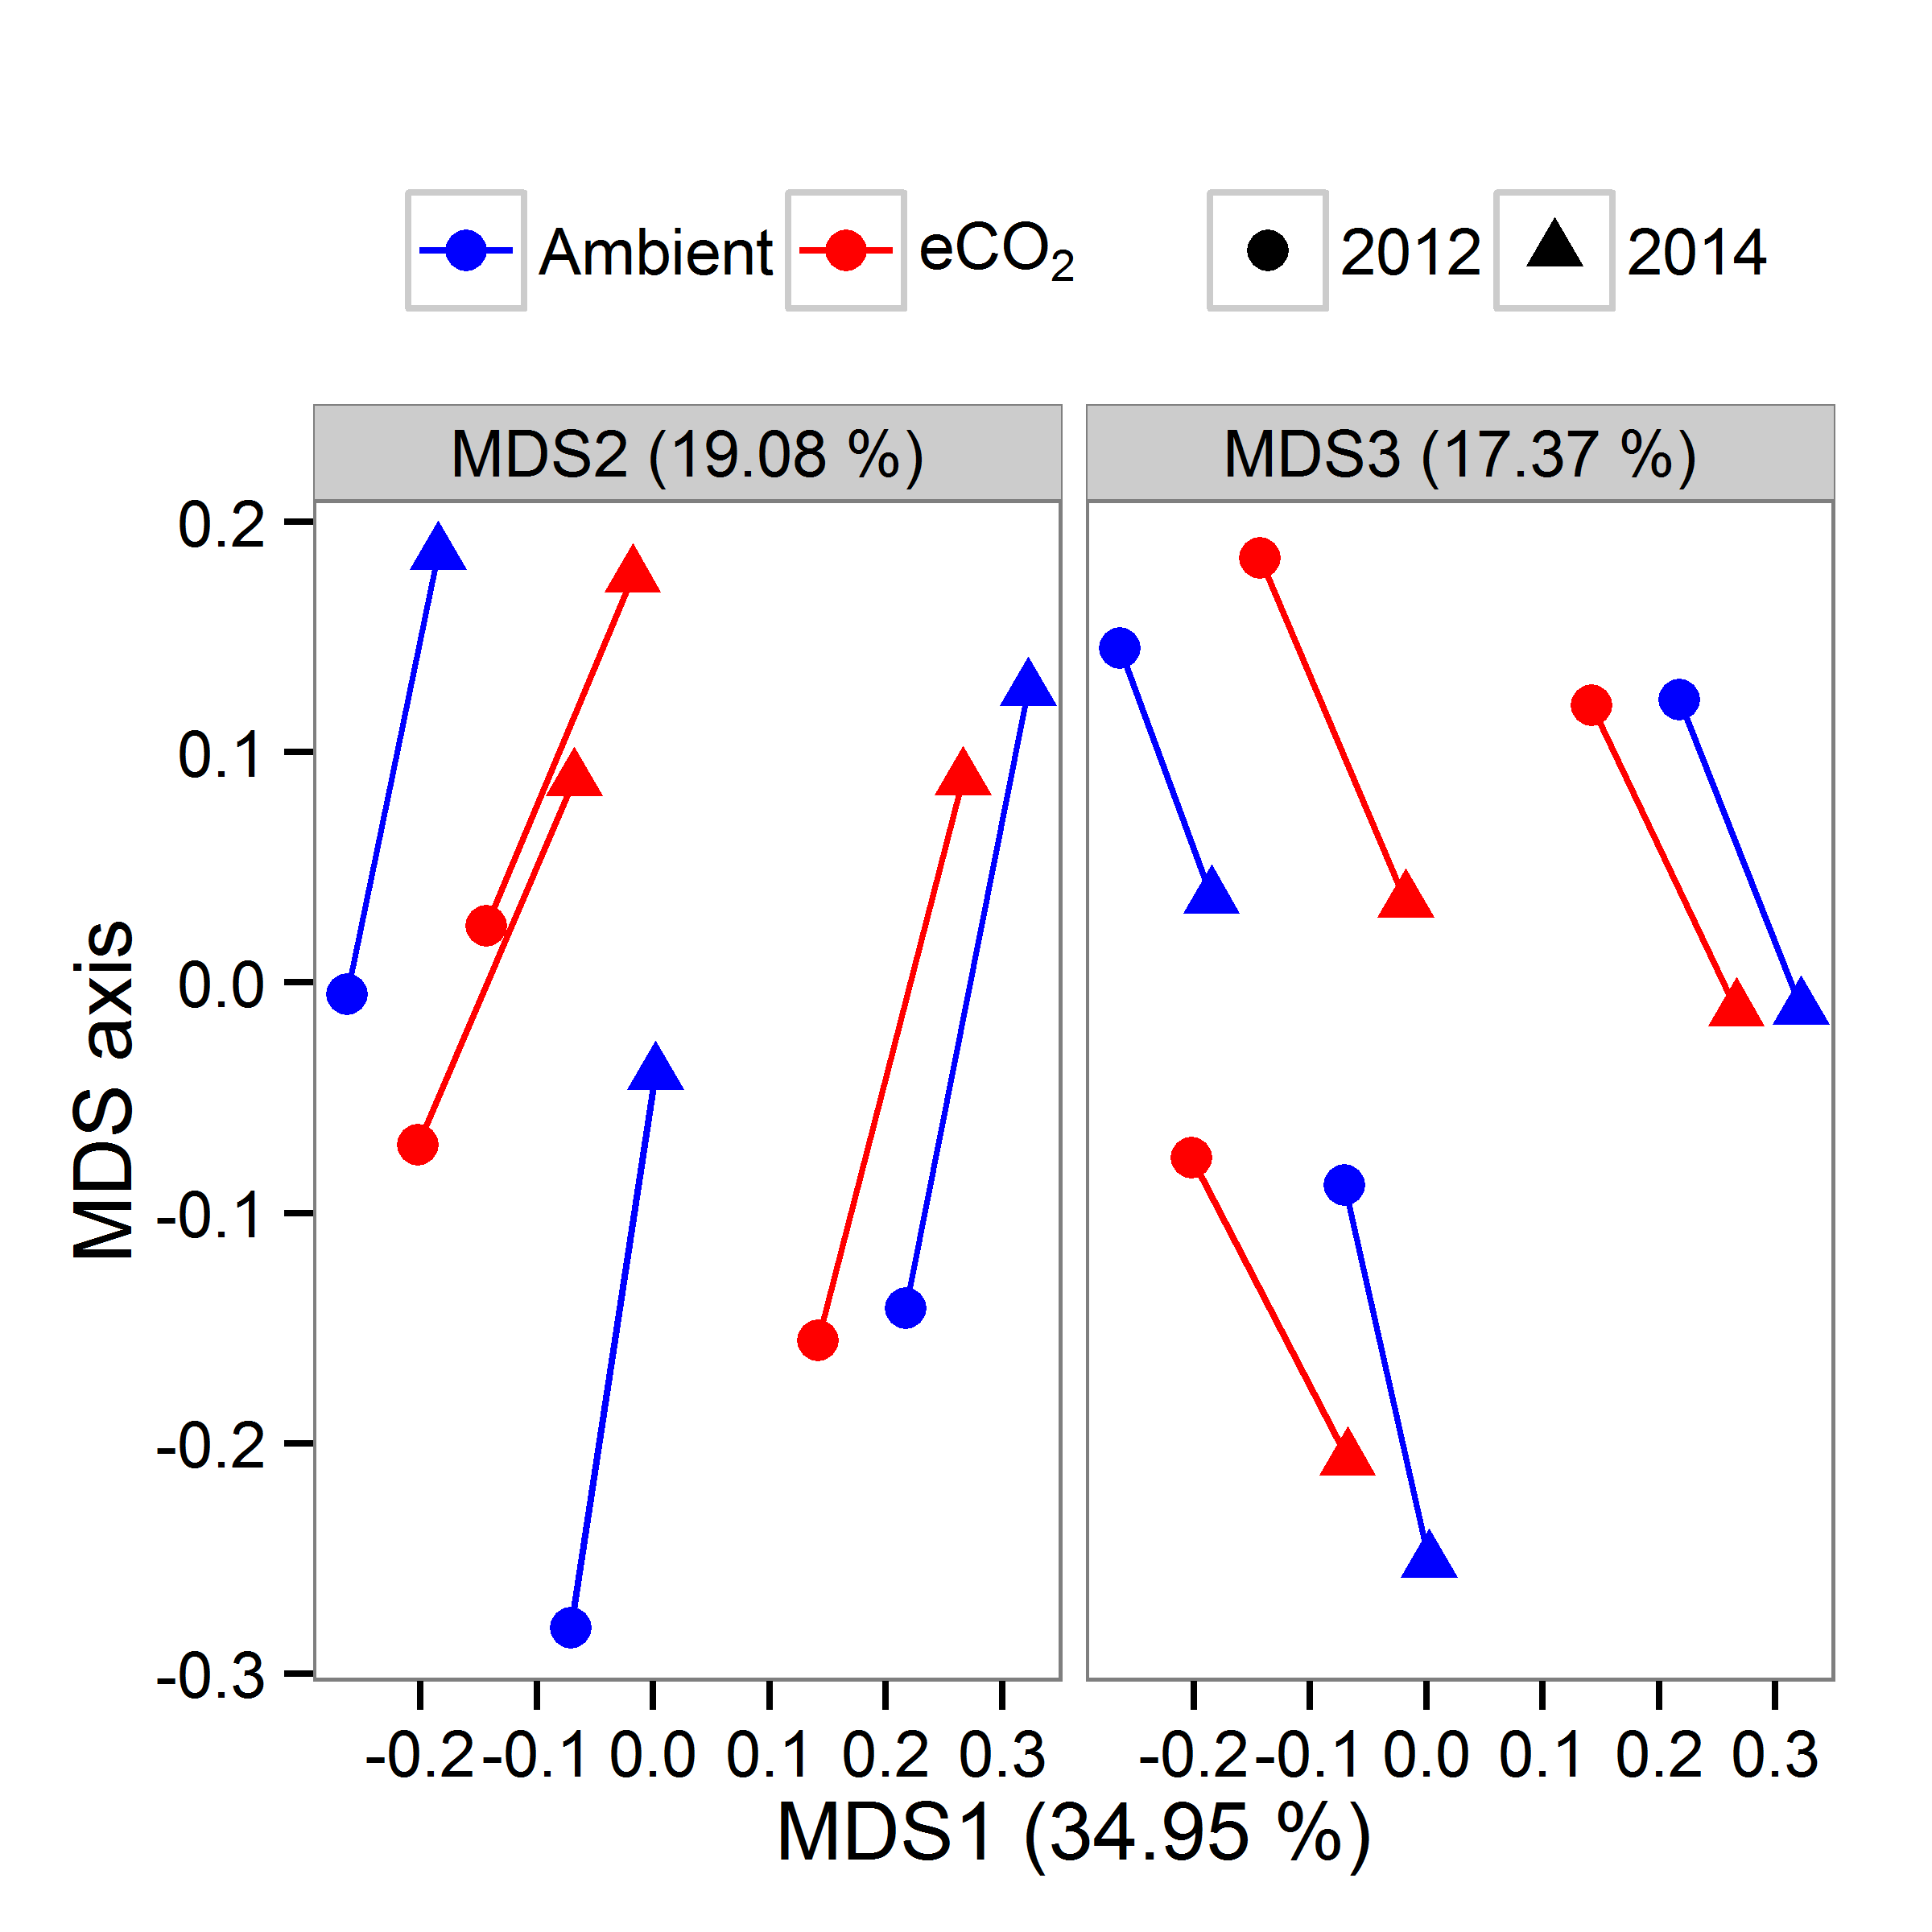 Ambient eCO₂ 2012 2014
MDS2 (19.08 %) MDS3 (17.37 %)
0.2
0.1
0.0
-0.1
-0.2
-0.3
MDS axis
-0.2 -0.1 0.0 0.1 0.2 0.3 -0.2 -0.1 0.0 0.1 0.2 0.3
MDS1 (34.95 %)